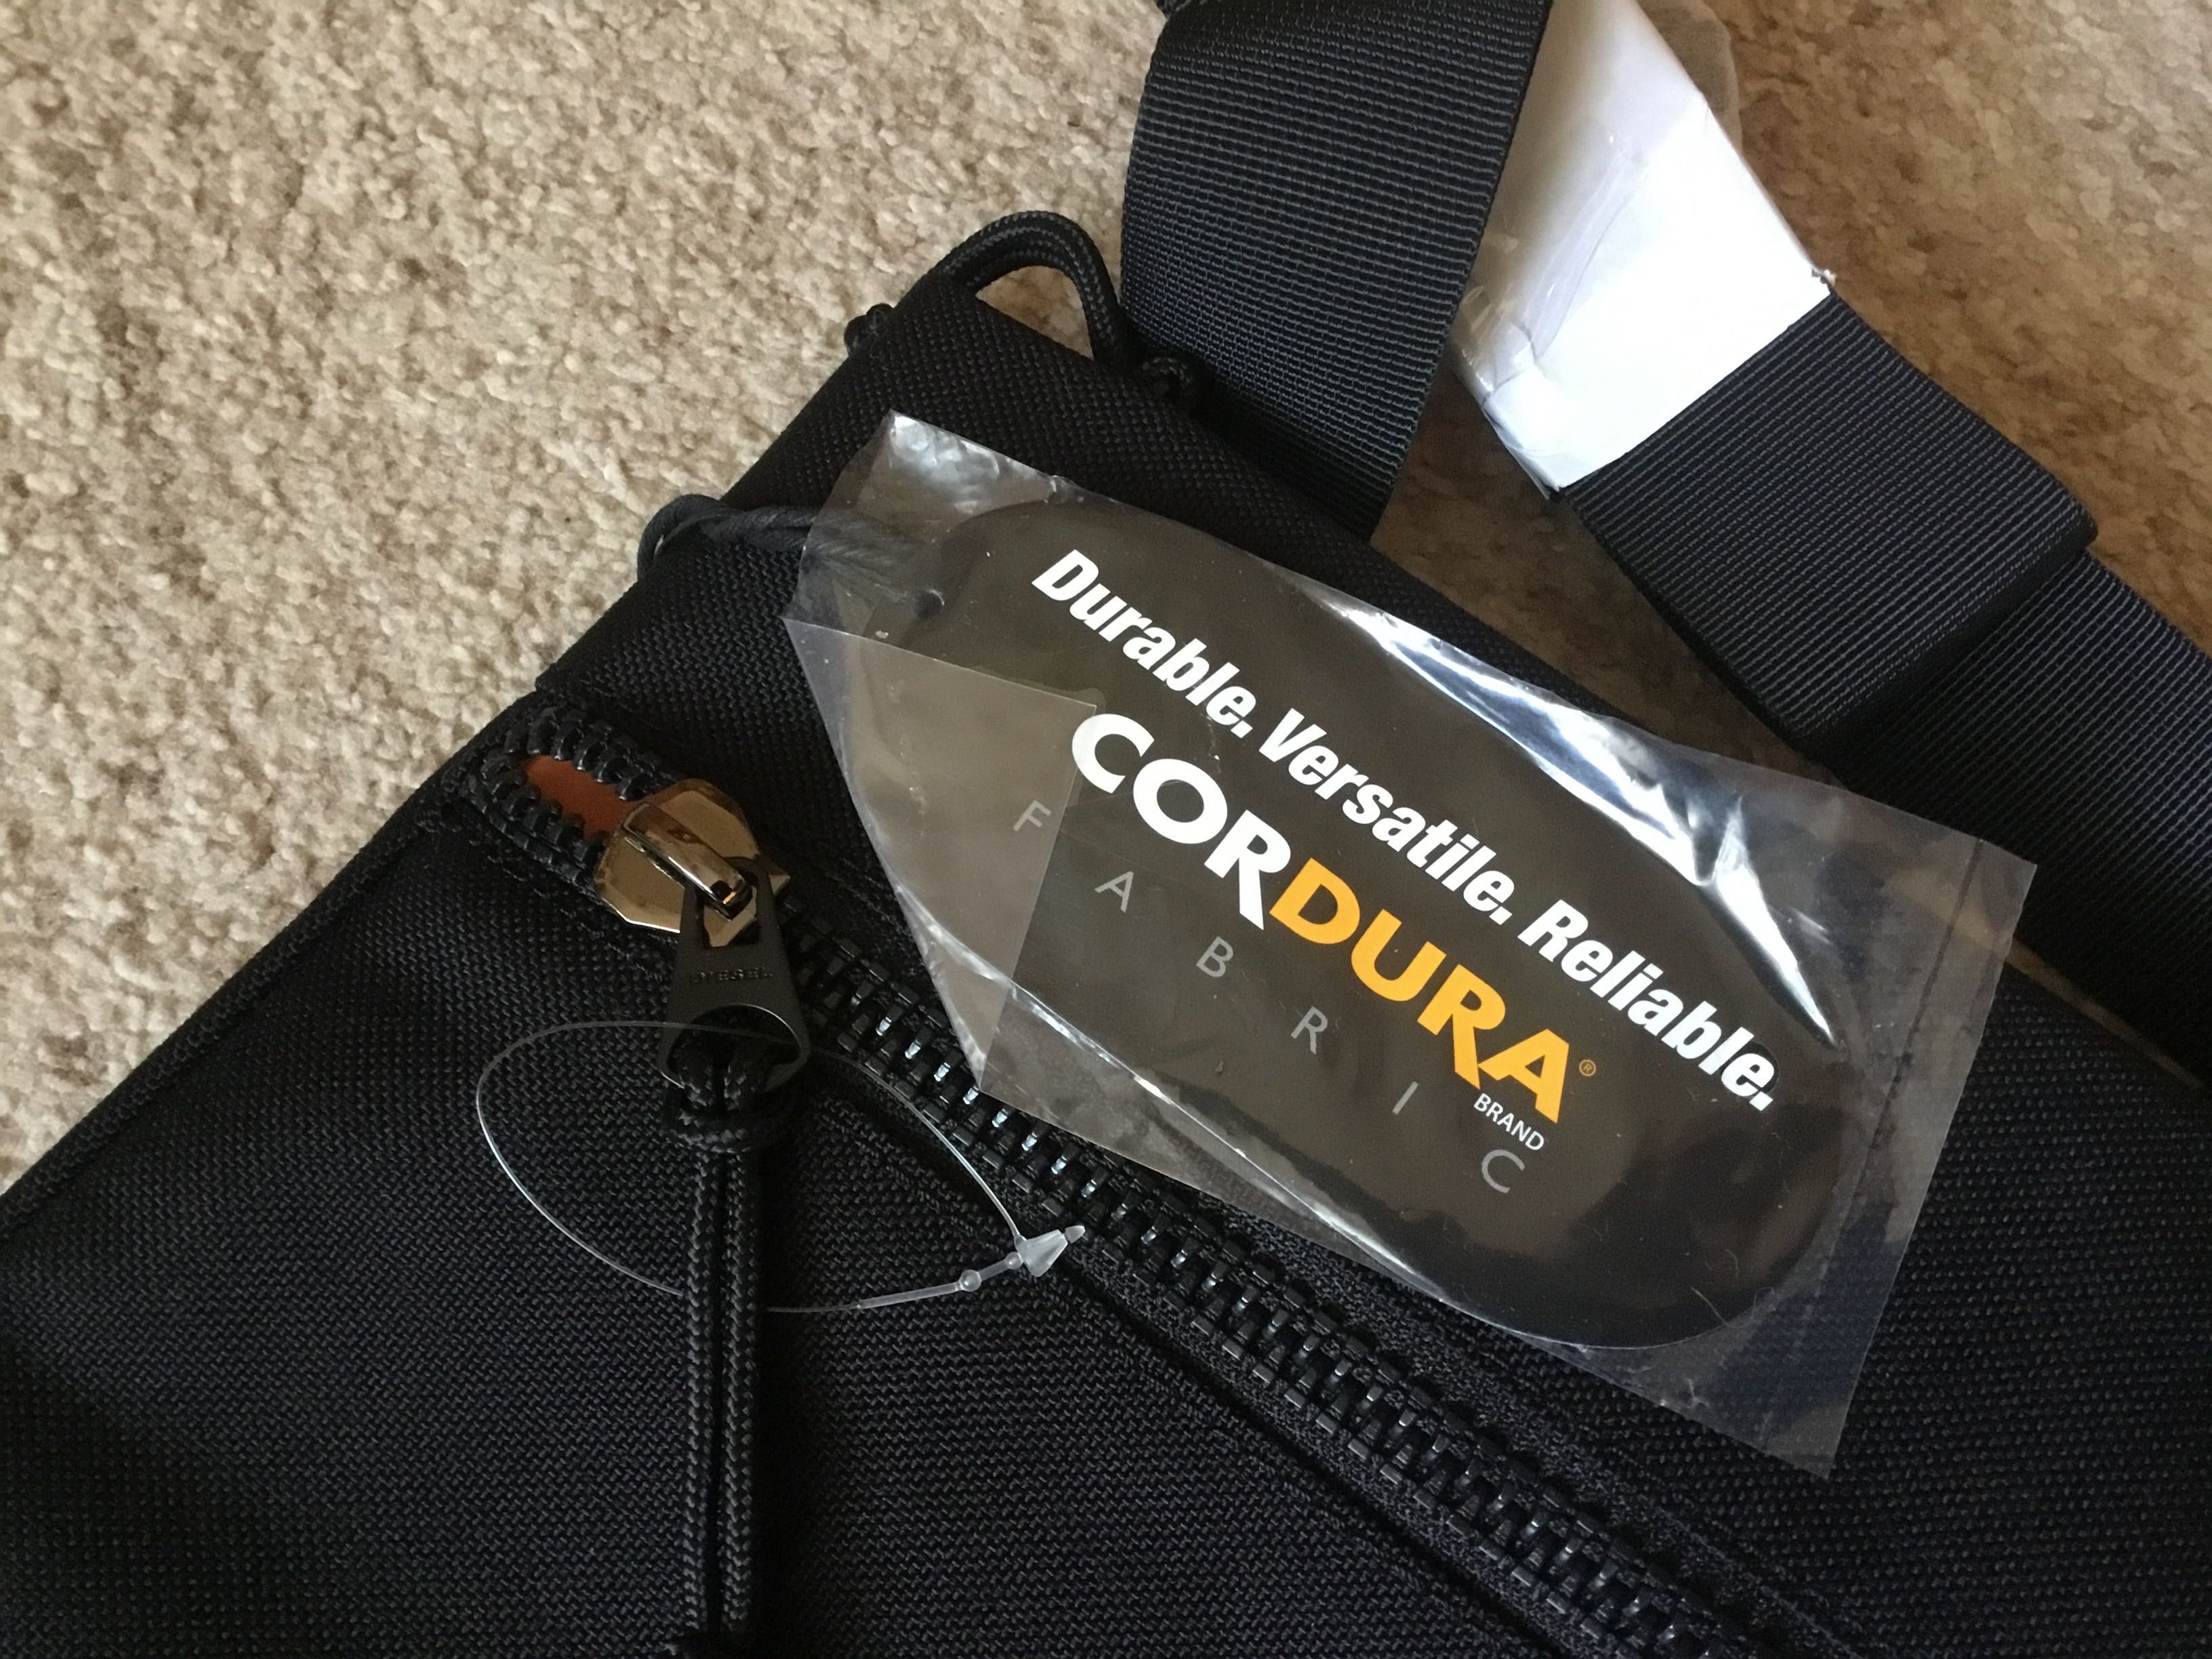 Durable. Versatile. Reliable.
CORDURA®
BRAND
FABRIC
DIESEL